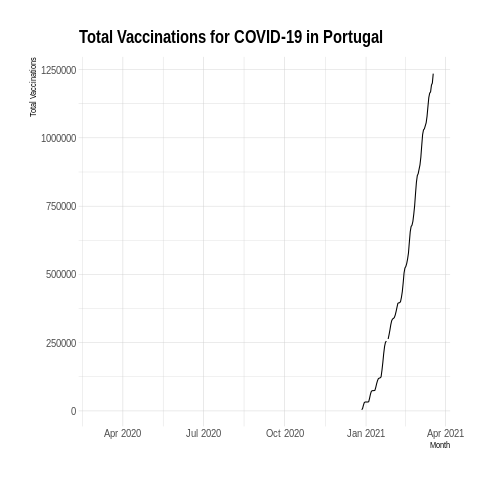 Total Vaccinations for COVID-19 in Portugal
Total Vaccinations
1250000
1000000
750000
500000
250000
0
Apr 2020 Jul 2020 Oct 2020 Jan 2021 Apr 2021
Month